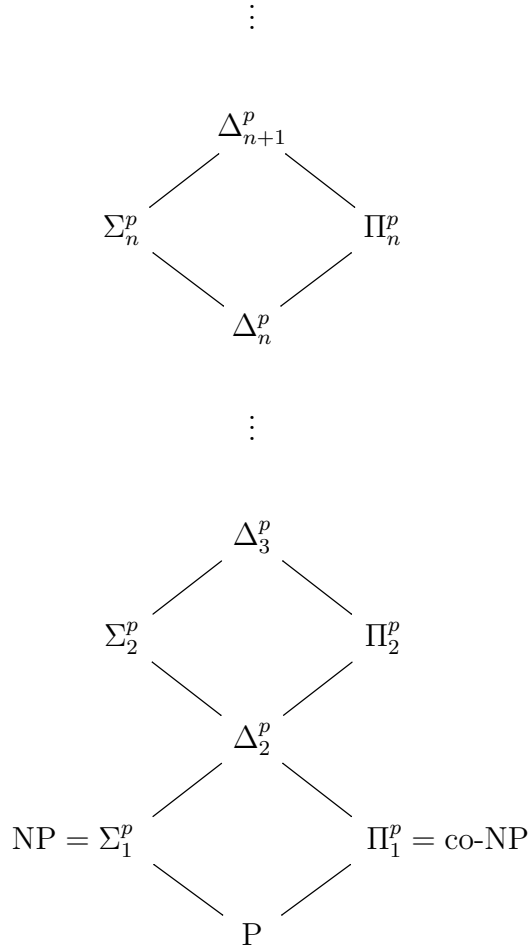 ⋮
Δ^p_{n+1}
Σ^p_n Π^p_n
Δ^p_n
⋮
Δ^p_3
Σ^p_2 Π^p_2
Δ^p_2
NP = Σ^p_1 Π^p_1 = co-NP
P